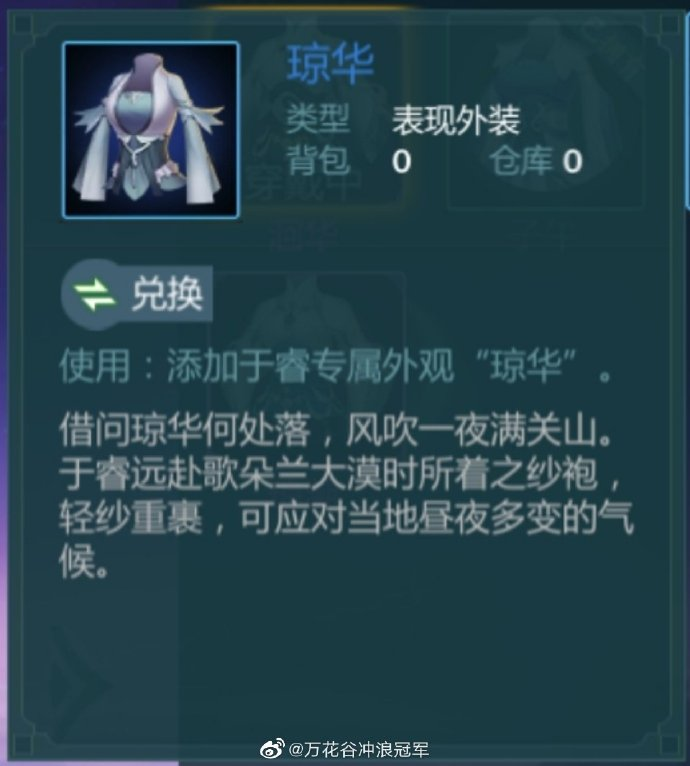 琼华
类型 表现外装
背包 0 仓库 0
穿戴中
兑换
使用：添加于睿专属外观“琼华”。
借问琼华何处落，风吹一夜满关山。
于睿远赴歌朵兰大漠时所着之纱袍，
轻纱重裹，可应对当地昼夜多变的气
候。
@万花谷冲浪冠军